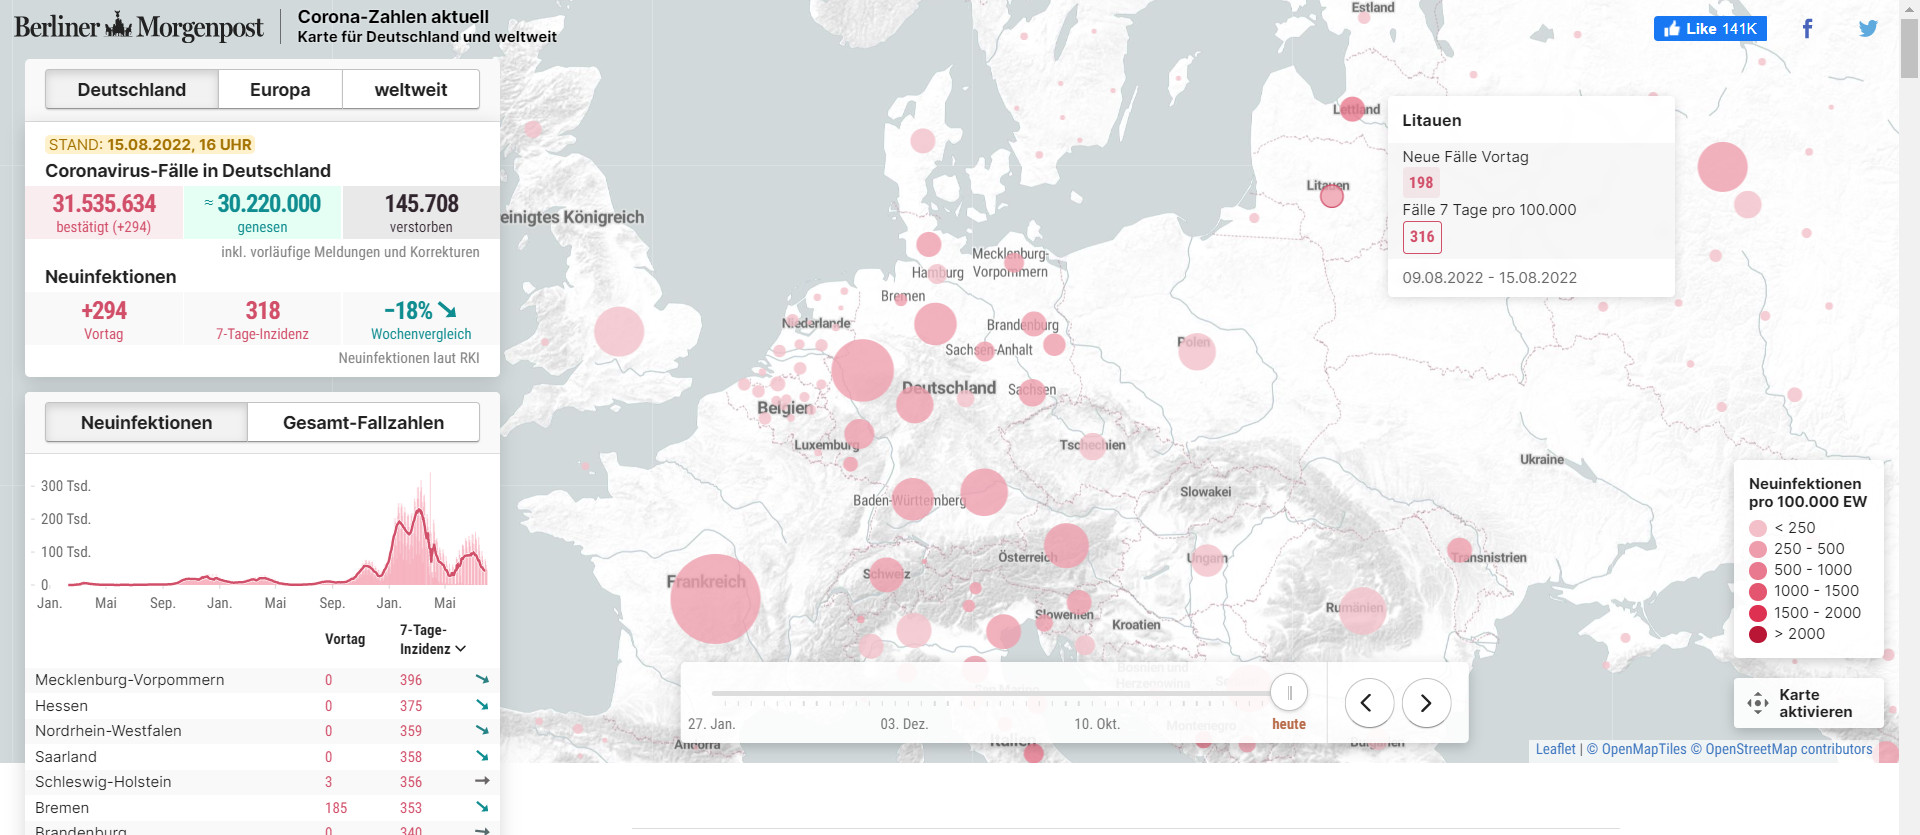 Berliner Morgenpost
Corona-Zahlen aktuell
Karte für Deutschland und weltweit
Like 141K
Deutschland
Europa
weltweit
STAND: 15.08.2022, 16 UHR
Coronavirus-Fälle in Deutschland
31.535.634
bestätigt (+294)
≈ 30.220.000
genesen
145.708
verstorben
inkl. vorläufige Meldungen und Korrekturen
Neuinfektionen
+294
Vortag
318
7-Tage-Inzidenz
−18%
Wochenvergleich
Neuinfektionen laut RKI
Neuinfektionen
Gesamt-Fallzahlen
300 Tsd.
200 Tsd.
100 Tsd.
0
Jan.
Mai
Sep.
Jan.
Mai
Sep.
Jan.
Mai
Vortag
7-Tage-
Inzidenz
Mecklenburg-Vorpommern 0 396
Hessen 0 375
Nordrhein-Westfalen 0 359
Saarland 0 358
Schleswig-Holstein 3 356
Bremen 185 353
Brandenburg 0 340
Estland
Lettland
Litauen
einigtes Königreich
Mecklenburg-
Vorpommern
Hamburg
Bremen
Niederlande
Brandenburg
Sachsen-Anhalt
Polen
Deutschland
Sachsen
Belgien
Luxemburg
Tschechien
Ukraine
Slowakei
Baden-Württemberg
Österreich
Ungarn
Transnistrien
Schweiz
Frankreich
Slowenien
Kroatien
Rumänien
Bosnien und
Herzegowina
San Marino
Montenegro
Italien
Andorra
Bulgarien
Litauen
Neue Fälle Vortag
198
Fälle 7 Tage pro 100.000
316
09.08.2022 - 15.08.2022
Neuinfektionen
pro 100.000 EW
< 250
250 - 500
500 - 1000
1000 - 1500
1500 - 2000
> 2000
Karte
aktivieren
27. Jan.
03. Dez.
10. Okt.
heute
Leaflet | © OpenMapTiles © OpenStreetMap contributors